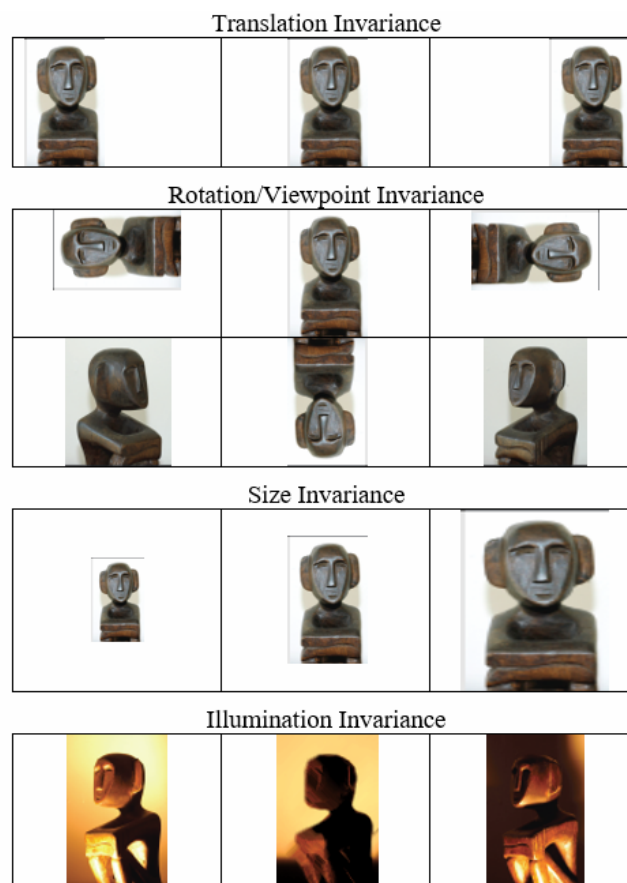 Translation Invariance
Rotation/Viewpoint Invariance
Size Invariance
Illumination Invariance